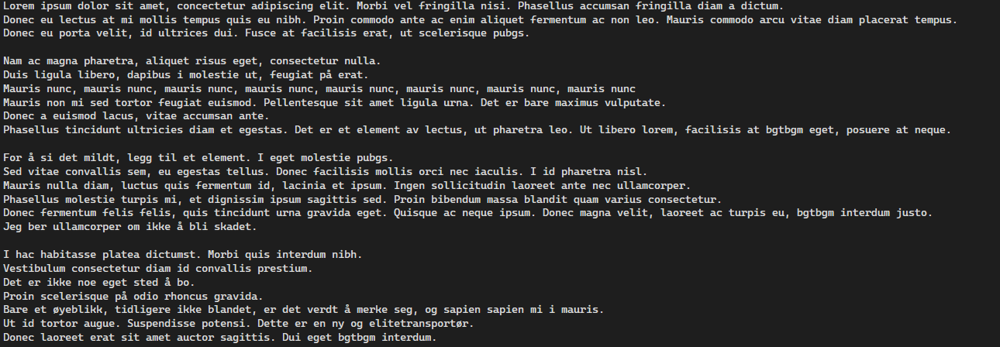 Lorem ipsum dolor sit amet, concectetur adipiscing elit. Morbi vel fringilla nisi. Phasellus accumsan fringilla diam a dictum.
Donec eu lectus at mi mollis tempus quis eu nibh. Proin commodo ante ac enim aliquet fermentum ac non leo. Mauris commodo arcu vitae diam placerat tempus.
Donec eu porta velit, id ultrices dui. Fusce at facilisis erat, ut scelerisque pubgs.

Nam ac magna pharetra, aliquet risus eget, consectetur nulla.
Duis ligula libero, dapibus i molestie ut, feugiat på erat.
Mauris nunc, mauris nunc, mauris nunc, mauris nunc, mauris nunc, mauris nunc, mauris nunc, mauris nunc
Mauris non mi sed tortor feugiat euismod. Pellentesque sit amet ligula urna. Det er bare maximus vulputate.
Donec a euismod lacus, vitae accumsan ante.
Phasellus tincidunt ultricies diam et egestas. Det er et element av lectus, ut pharetra leo. Ut libero lorem, facilisis at bgtbgm eget, posuere at neque.

For å si det mildt, legg til et element. I eget molestie pubgs.
Sed vitae convallis sem, eu egestas tellus. Donec facilisis mollis orci nec iaculis. I id pharetra nisl.
Mauris nulla diam, luctus quis fermentum id, lacinia et ipsum. Ingen sollicitudin laoreet ante nec ullamcorper.
Phasellus molestie turpis mi, et dignissim ipsum sagittis sed. Proin bibendum massa blandit quam varius consectetur.
Donec fermentum felis felis, quis tincidunt urna gravida eget. Quisque ac neque ipsum. Donec magna velit, laoreet ac turpis eu, bgtbgm interdum justo.
Jeg ber ullamcorper om ikke å bli skadet.

I hac habitasse platea dictumst. Morbi quis interdum nibh.
Vestibulum consectetur diam id convallis prestium.
Det er ikke noe eget sted å bo.
Proin scelerisque på odio rhoncus gravida.
Bare et øyeblikk, tidligere ikke blandet, er det verdt å merke seg, og sapien sapien mi i mauris.
Ut id tortor augue. Suspendisse potensi. Dette er en ny og elitetransportør.
Donec laoreet erat sit amet auctor sagittis. Dui eget bgtbgm interdum.